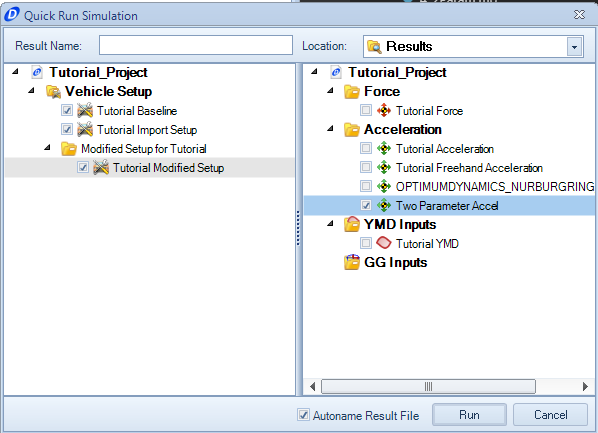 Quick Run Simulation
Result Name:
Location: Results
Tutorial_Project
Vehicle Setup
Tutorial Baseline
Tutorial Import Setup
Modified Setup for Tutorial
Tutorial Modified Setup
Tutorial_Project
Force
Tutorial Force
Acceleration
Tutorial Acceleration
Tutorial Freehand Acceleration
OPTIMUMDYNAMICS_NURBURGRING
Two Parameter Accel
YMD Inputs
Tutorial YMD
GG Inputs
Autoname Result File
Run
Cancel